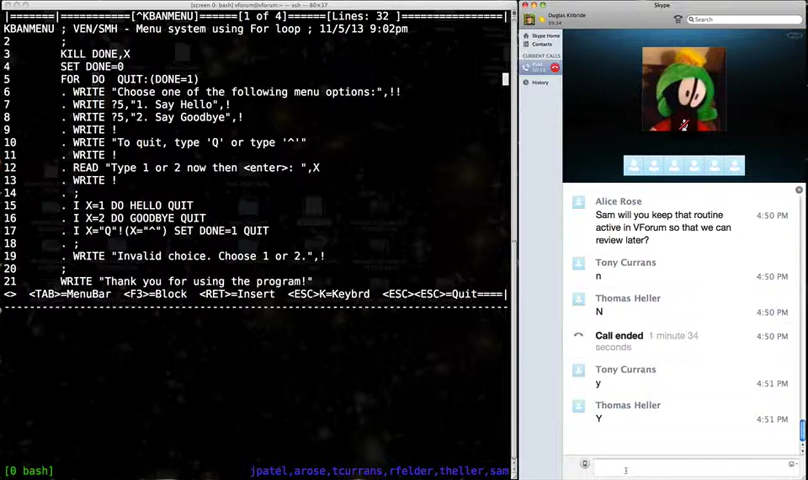 [screen 0: bash] vforum@vforum:~ — ssh — 80×17
|=======|===========[^KBANMENU]======[1 of 4]=======[Lines: 32 ]=================|
KBANMENU ; VEN/SMH - Menu system using For loop ; 11/5/13 9:02pm
2 ;
3 KILL DONE,X
4 SET DONE=0
5 FOR DO QUIT:(DONE=1)
6 . WRITE "Choose one of the following menu options:",!!
7 . WRITE ?5,"1. Say Hello",!
8 . WRITE ?5,"2. Say Goodbye",!
9 . WRITE !
10 . WRITE "To quit, type 'Q' or type '^'"
11 . WRITE !
12 . READ "Type 1 or 2 now then <enter>: ",X
13 . WRITE !
14 . ;
15 . I X=1 DO HELLO QUIT
16 . I X=2 DO GOODBYE QUIT
17 . I X="Q"!(X="^") SET DONE=1 QUIT
18 . ;
19 . WRITE "Invalid choice. Choose 1 or 2.",!
20 ;
21 WRITE "Thank you for using the program!"
<> <TAB>=MenuBar <F3>=Block <RET>=Insert <ESC>K=Keybrd <ESC><ESC>=Quit====|
[0 bash] jpatel,arose,tcurrans,rfelder,theller,sam
Skype
Search
Skype Home
Contacts
CURRENT CALLS
History
Alice Rose
Sam will you keep that routine active in VForum so that we can review later?
4:50 PM
Tony Currans
n
4:50 PM
Thomas Heller
N
4:50 PM
Call ended 1 minute 34 seconds
4:50 PM
Tony Currans
y
4:51 PM
Thomas Heller
Y
4:51 PM